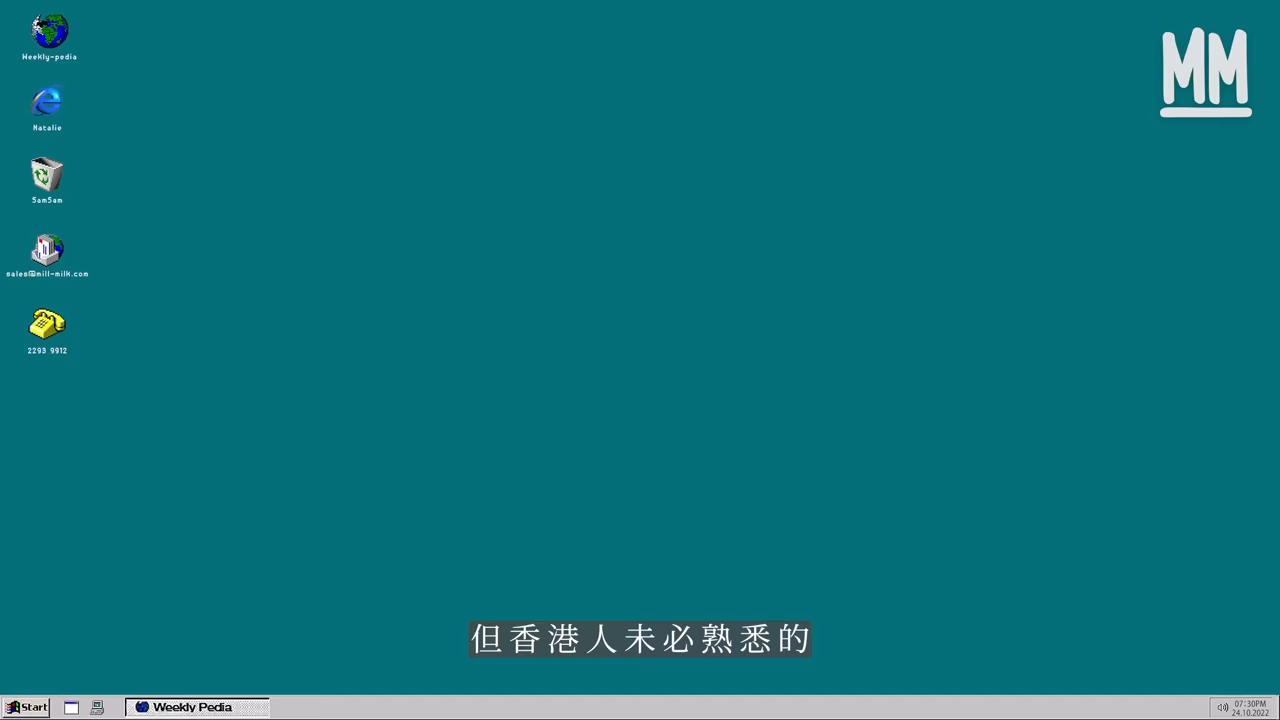 Weekly-pedia
MM
Natalie
SamSam
sales@mill-milk.com
2293 9912
但香港人未必熟悉的
Start
Weekly Pedia
07:30PM
24.10.2022